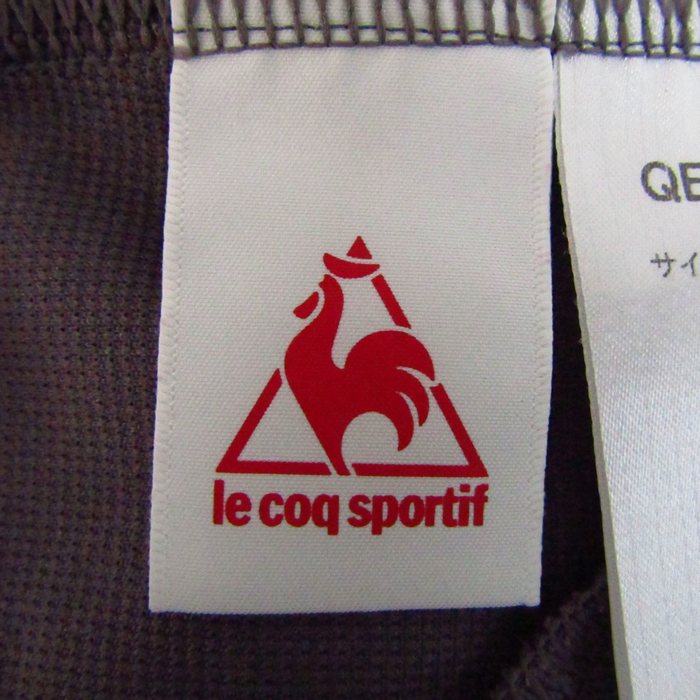 le coq sportif
QE
サイ